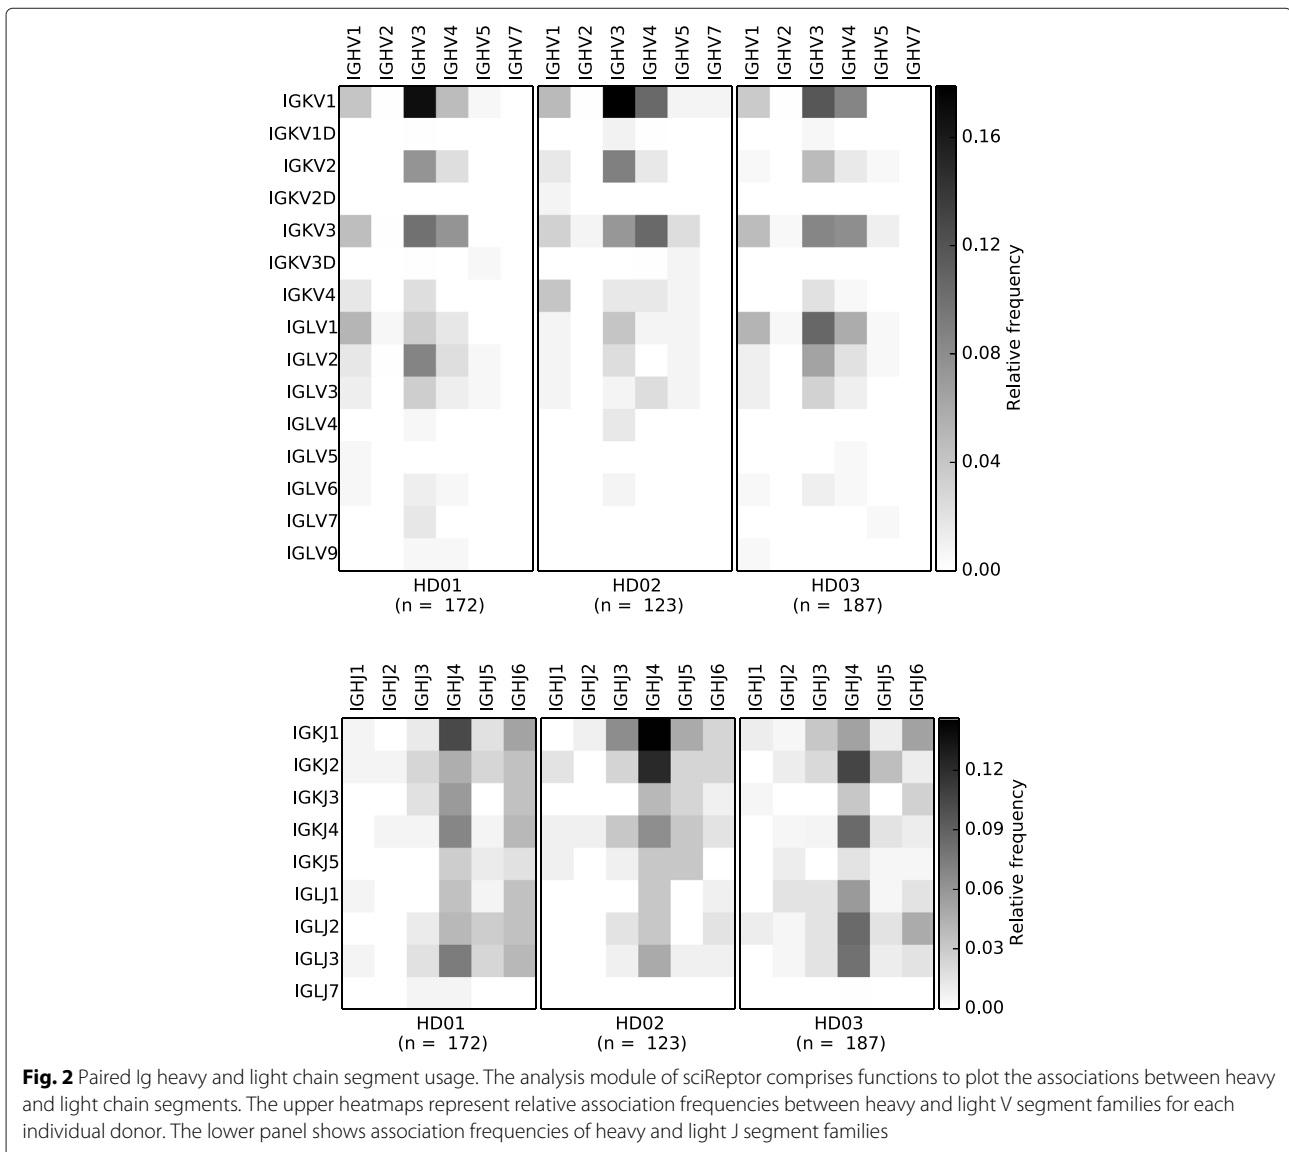 IGHV1 IGHV2 IGHV3 IGHV4 IGHV5 IGHV7 IGHV1 IGHV2 IGHV3 IGHV4 IGHV5 IGHV7 IGHV1 IGHV2 IGHV3 IGHV4 IGHV5 IGHV7
IGKV1
IGKV1D
IGKV2
IGKV2D
IGKV3
IGKV3D
IGKV4
IGLV1
IGLV2
IGLV3
IGLV4
IGLV5
IGLV6
IGLV7
IGLV9
0.16
0.12
0.08
0.04
0.00
Relative frequency
HD01 HD02 HD03
(n = 172) (n = 123) (n = 187)
IGHJ1 IGHJ2 IGHJ3 IGHJ4 IGHJ5 IGHJ6 IGHJ1 IGHJ2 IGHJ3 IGHJ4 IGHJ5 IGHJ6 IGHJ1 IGHJ2 IGHJ3 IGHJ4 IGHJ5 IGHJ6
IGKJ1
IGKJ2
IGKJ3
IGKJ4
IGKJ5
IGLJ1
IGLJ2
IGLJ3
IGLJ7
0.12
0.09
0.06
0.03
0.00
Relative frequency
HD01 HD02 HD03
(n = 172) (n = 123) (n = 187)
Fig. 2 Paired Ig heavy and light chain segment usage. The analysis module of sciReptor comprises functions to plot the associations between heavy
and light chain segments. The upper heatmaps represent relative association frequencies between heavy and light V segment families for each
individual donor. The lower panel shows association frequencies of heavy and light J segment families